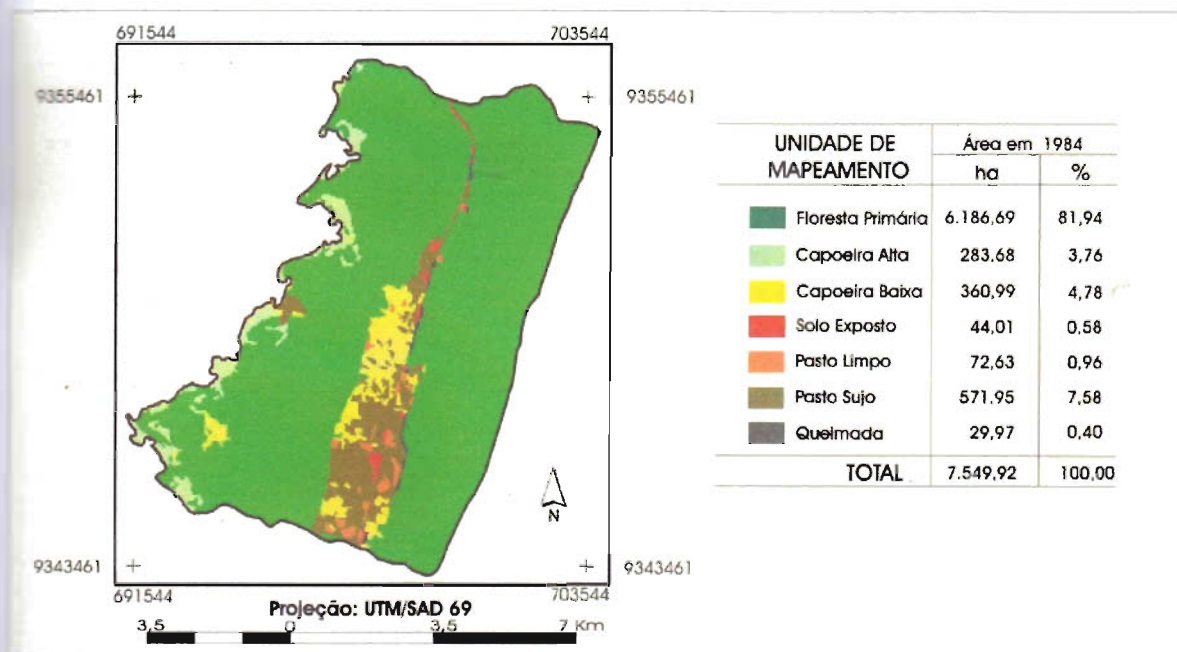 691544 703544
9355461 9355461
9343461 9343461
691544 703544
N
Projeção: UTM/SAD 69
3,5 0 3,5 7 Km
UNIDADE DE MAPEAMENTO Área em 1984
ha %
Floresta Primária 6.186,69 81,94
Capoeira Alta 283,68 3,76
Capoeira Baixa 360,99 4,78
Solo Exposto 44,01 0,58
Pasto Limpo 72,63 0,96
Pasto Sujo 571,95 7,58
Queimada 29,97 0,40
TOTAL 7.549,92 100,00